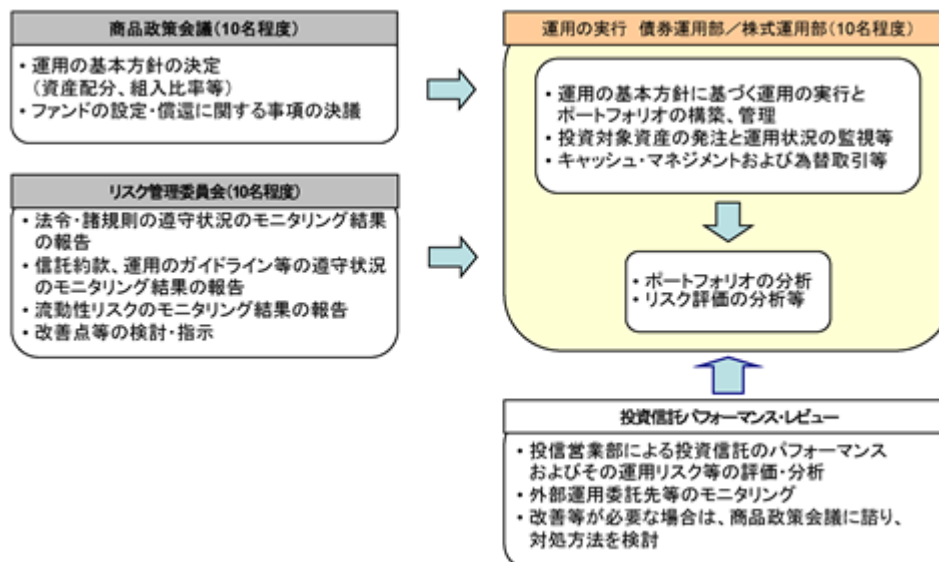 商品政策会議(10名程度)
・運用の基本方針の決定
（資産配分、組入比率等）
・ファンドの設定・償還に関する事項の決議
リスク管理委員会(10名程度)
・法令・諸規則の遵守状況のモニタリング結果
の報告
・信託約款、運用のガイドライン等の遵守状況
のモニタリング結果の報告
・流動性リスクのモニタリング結果の報告
・改善点等の検討・指示
運用の実行 債券運用部／株式運用部(10名程度)
・運用の基本方針に基づく運用の実行と
ポートフォリオの構築、管理
・投資対象資産の発注と運用状況の監視等
・キャッシュ・マネジメントおよび為替取引等
・ポートフォリオの分析
・リスク評価の分析等
投資信託パフォーマンス・レビュー
・投信営業部による投資信託のパフォーマンス
およびその運用リスク等の評価・分析
・外部運用委託先等のモニタリング
・改善等が必要な場合は、商品政策会議に諮り、
対処方法を検討